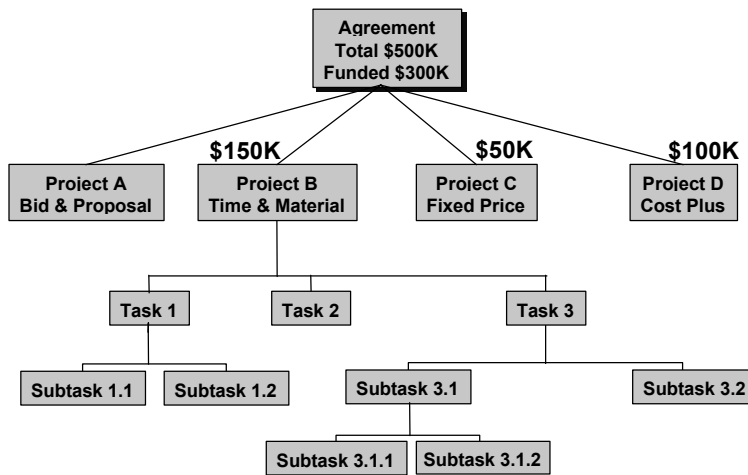 Agreement
Total $500K
Funded $300K
$150K
$50K
$100K
Project A
Bid & Proposal
Project B
Time & Material
Project C
Fixed Price
Project D
Cost Plus
Task 1
Task 2
Task 3
Subtask 1.1
Subtask 1.2
Subtask 3.1
Subtask 3.2
Subtask 3.1.1
Subtask 3.1.2